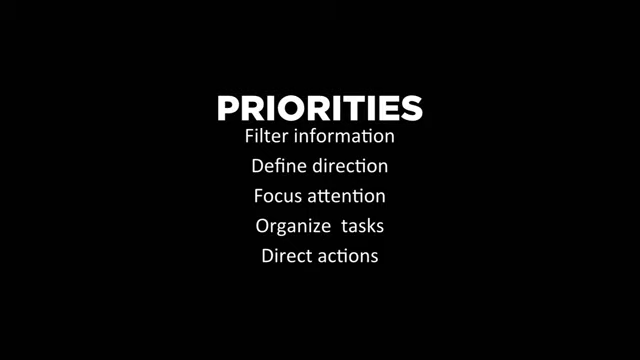 PRIORITIES
Filter information
Define direction
Focus attention
Organize  tasks
Direct actions